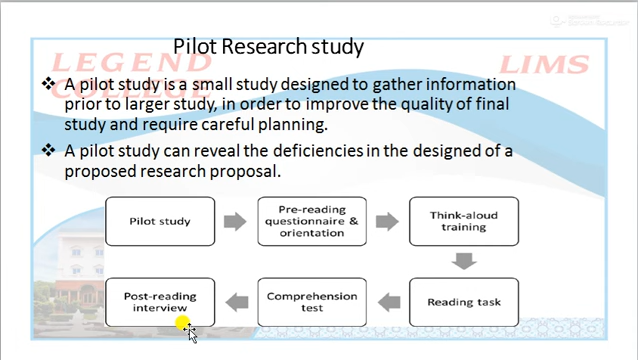 Pilot Research study
LEGEND
COLLEGE
LIMS
❖ A pilot study is a small study designed to gather information
prior to larger study, in order to improve the quality of final
study and require careful planning.
❖ A pilot study can reveal the deficiencies in the designed of a
proposed research proposal.
Pilot study
Pre-reading
questionnaire &
orientation
Think-aloud
training
Reading task
Comprehension
test
Post-reading
interview